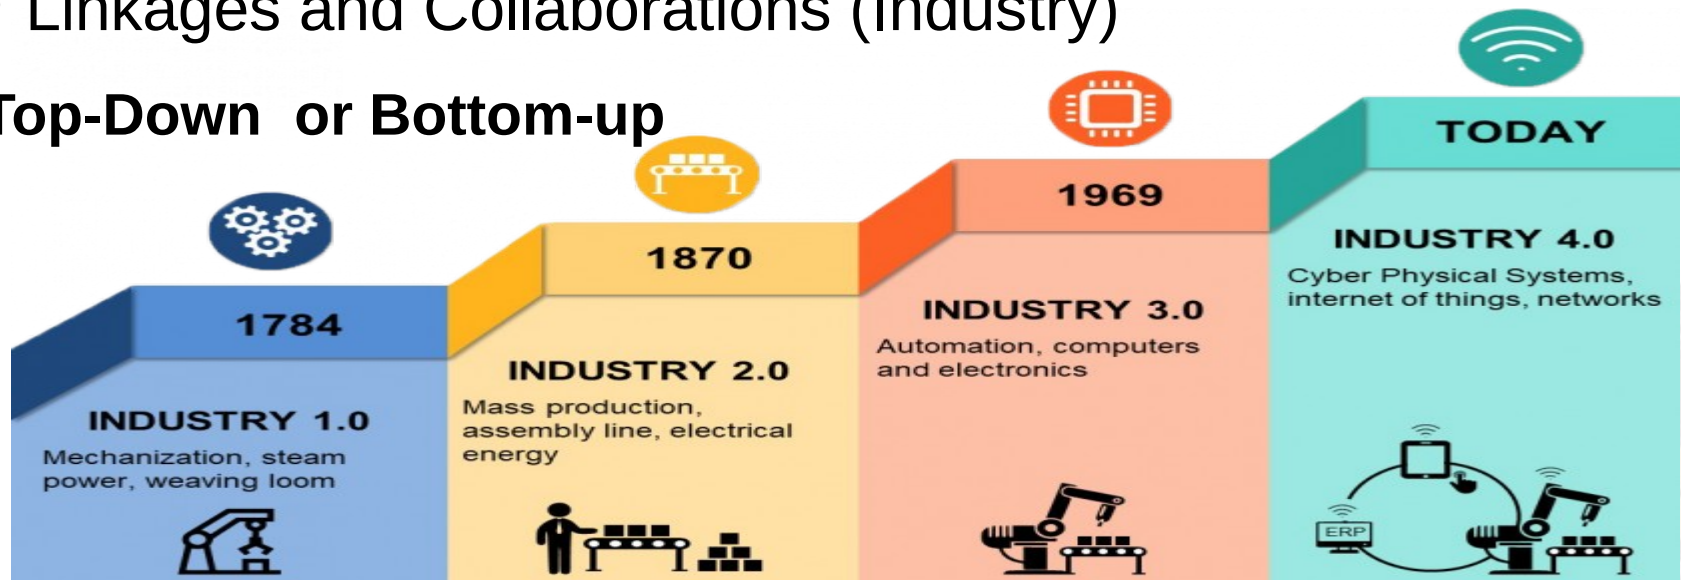 Linkages and Collaborations (Industry)
Top-Down or Bottom-up
1784
INDUSTRY 1.0
Mechanization, steam
power, weaving loom
1870
INDUSTRY 2.0
Mass production,
assembly line, electrical
energy
1969
INDUSTRY 3.0
Automation, computers
and electronics
TODAY
INDUSTRY 4.0
Cyber Physical Systems,
internet of things, networks
ERP